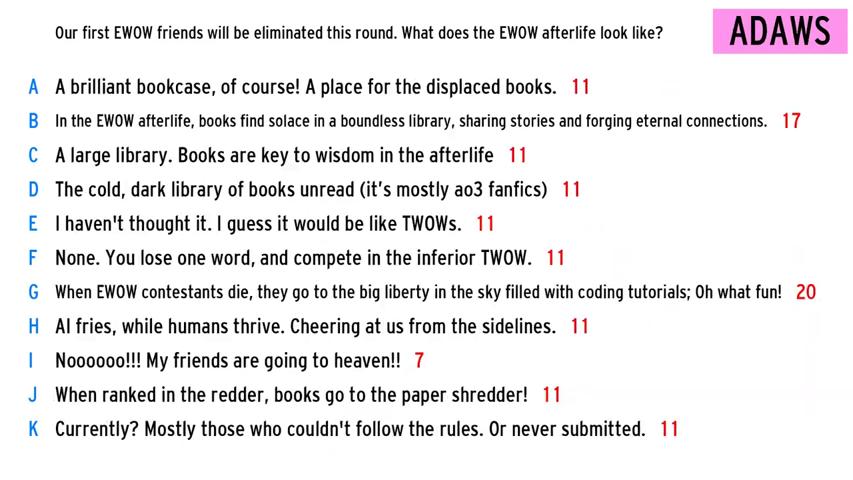 Our first EWOW friends will be eliminated this round. What does the EWOW afterlife look like?
ADAWS
A A brilliant bookcase, of course! A place for the displaced books. 11
B In the EWOW afterlife, books find solace in a boundless library, sharing stories and forging eternal connections. 17
C A large library. Books are key to wisdom in the afterlife 11
D The cold, dark library of books unread (it's mostly ao3 fanfics) 11
E I haven't thought it. I guess it would be like TWOWs. 11
F None. You lose one word, and compete in the inferior TWOW. 11
G When EWOW contestants die, they go to the big liberty in the sky filled with coding tutorials; Oh what fun! 20
H AI fries, while humans thrive. Cheering at us from the sidelines. 11
I Noooooo!!! My friends are going to heaven!! 7
J When ranked in the redder, books go to the paper shredder! 11
K Currently? Mostly those who couldn't follow the rules. Or never submitted. 11